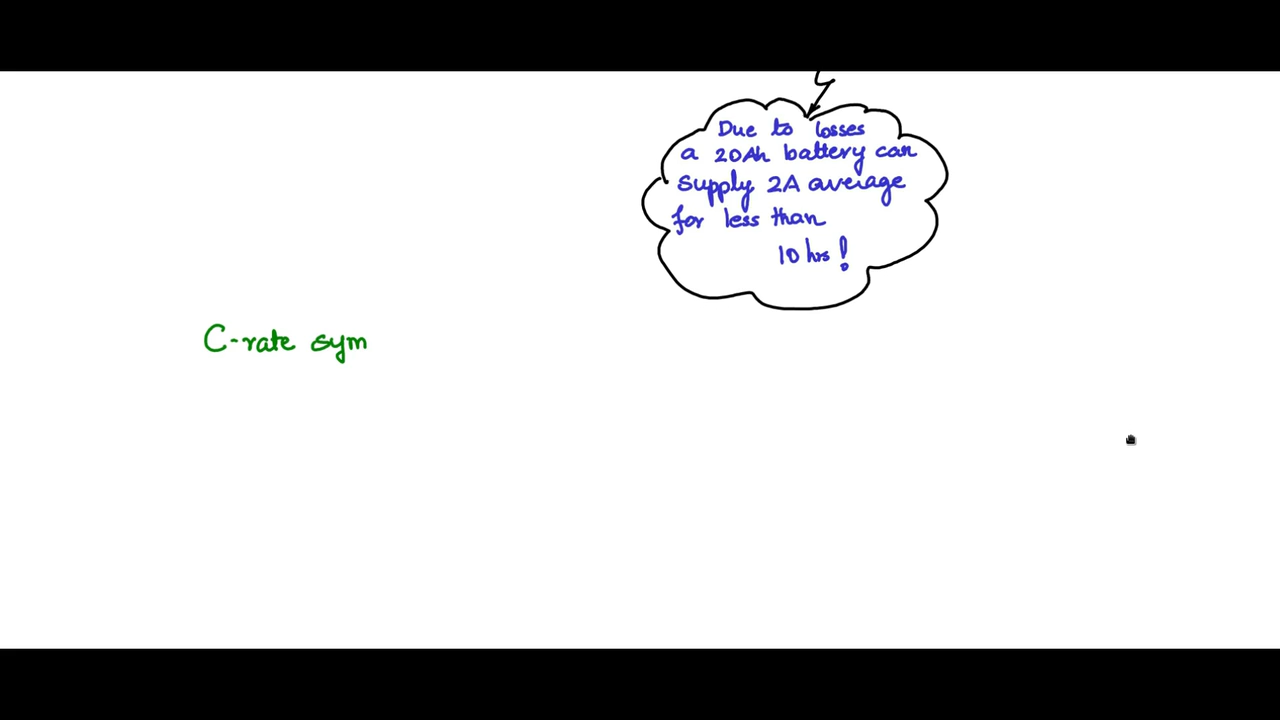 Due to losses
a 20Ah battery can
supply 2A average
for less than
10 hrs!
C-rate sym